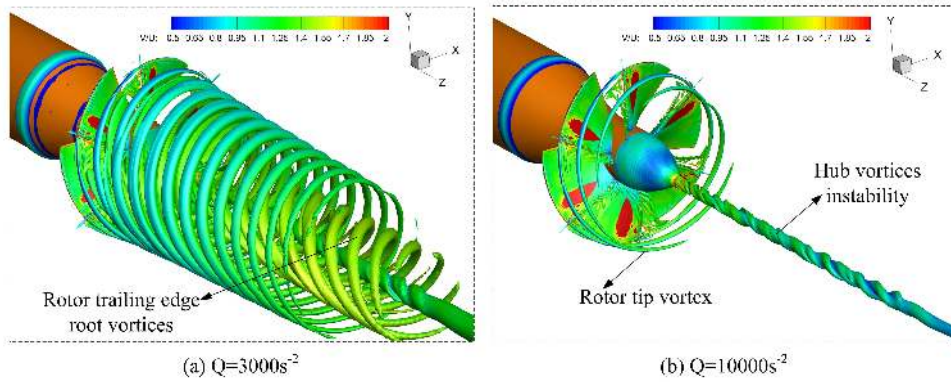 V/U: 0.5 0.65 0.8 0.95 1.1 1.25 1.4 1.55 1.7 1.85 2
Y
X
Z
Rotor trailing edge
root vortices
(a) Q=3000s-2
V/U: 0.5 0.65 0.8 0.95 1.1 1.25 1.4 1.55 1.7 1.85 2
Y
X
Z
Hub vortices
instability
Rotor tip vortex
(b) Q=10000s-2